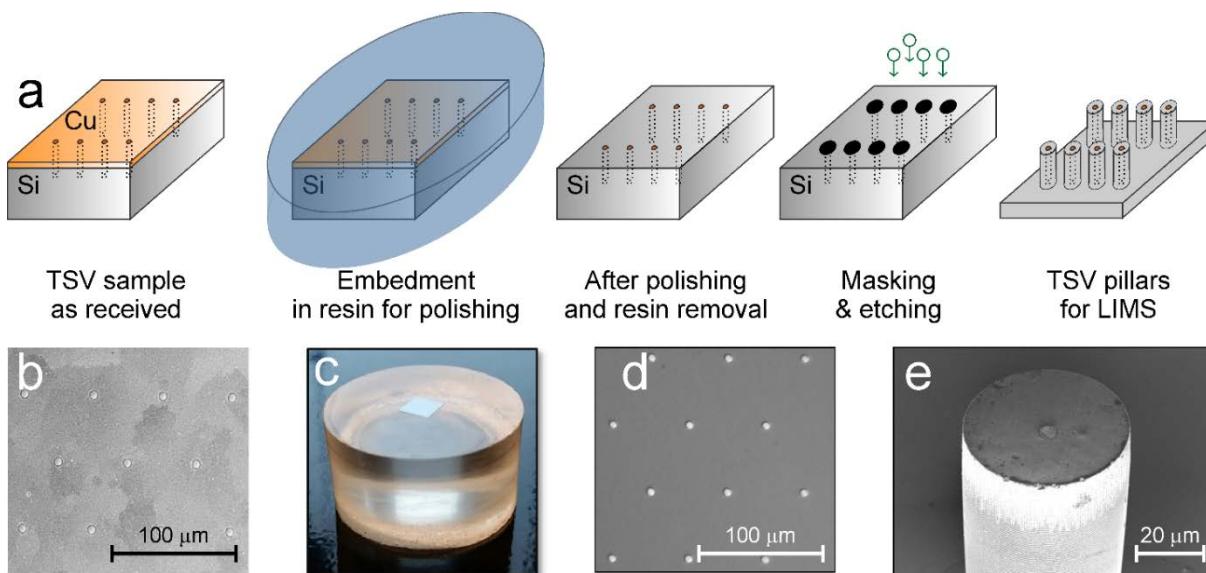 a
Cu
Si
Si
Si
Si
TSV sample
as received
Embedment
in resin for polishing
After polishing
and resin removal
Masking
& etching
TSV pillars
for LIMS
b
100 μm
c
d
100 μm
e
20 μm